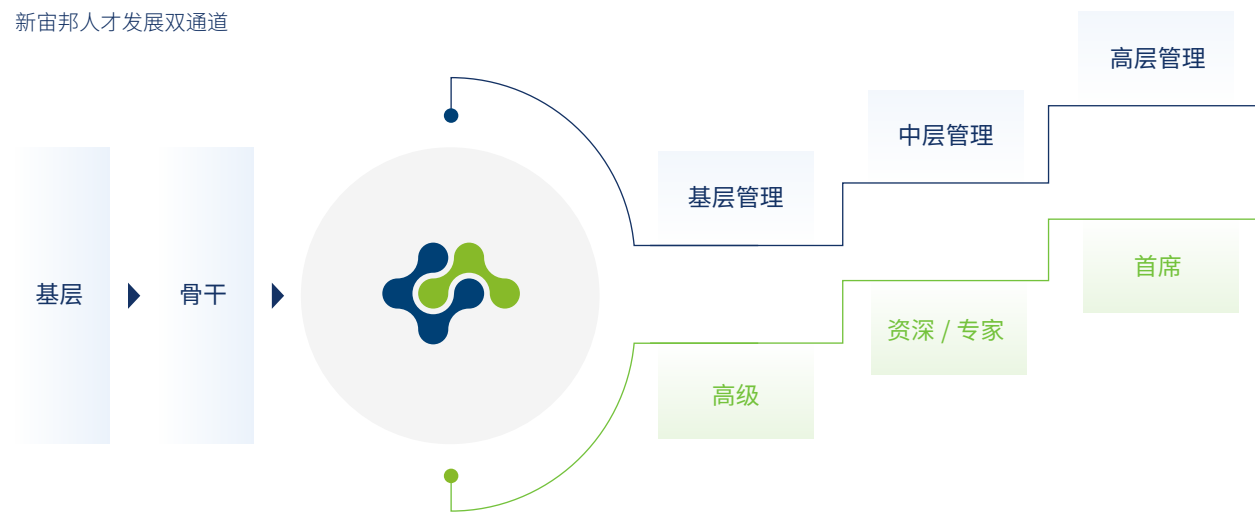 新宙邦人才发展双通道
基层
骨干
基层管理
中层管理
高层管理
高级
资深 / 专家
首席